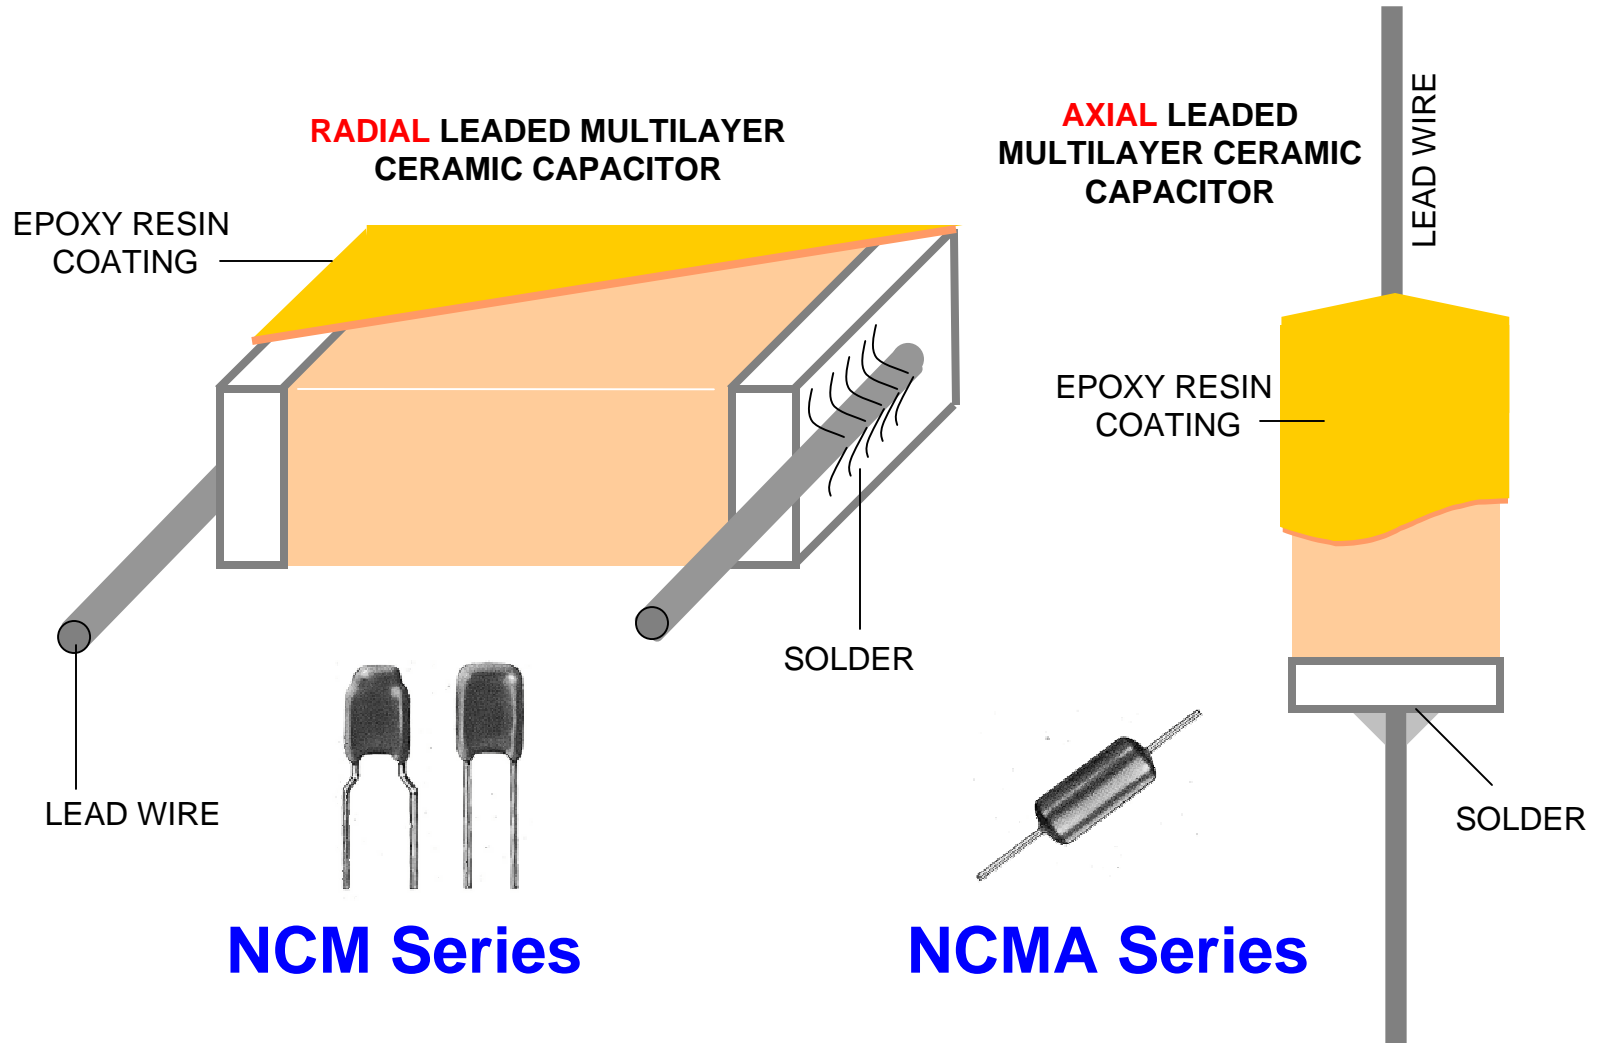 RADIAL LEADED MULTILAYER
CERAMIC CAPACITOR
EPOXY RESIN
COATING
SOLDER
LEAD WIRE
NCM Series
AXIAL LEADED
MULTILAYER CERAMIC
CAPACITOR
LEAD WIRE
EPOXY RESIN
COATING
SOLDER
NCMA Series